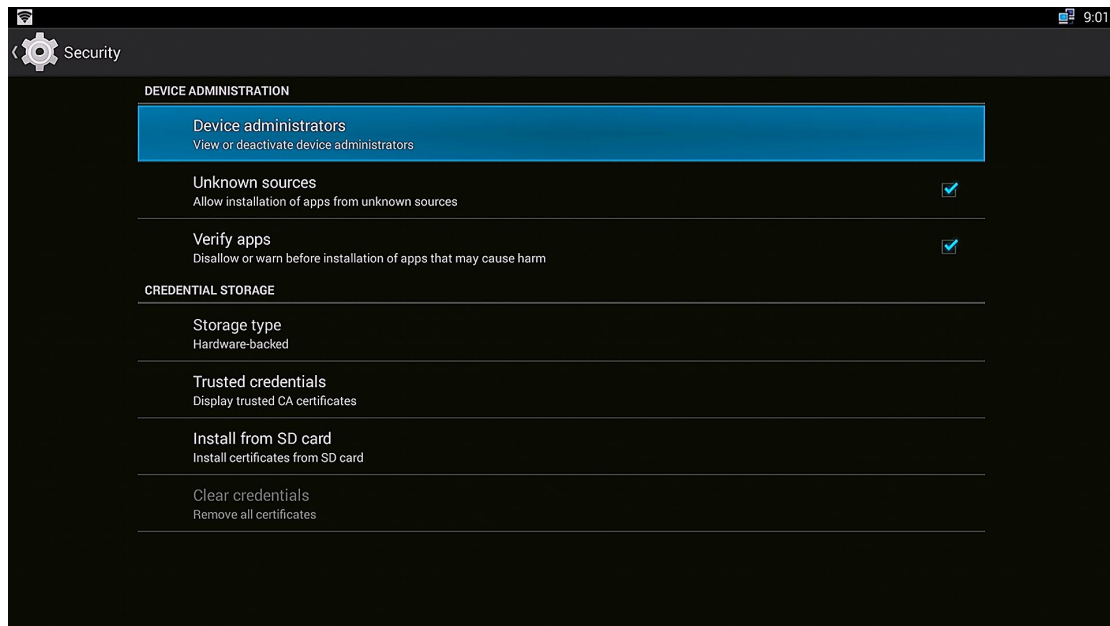 9:01
Security
DEVICE ADMINISTRATION
Device administrators
View or deactivate device administrators
Unknown sources
Allow installation of apps from unknown sources
Verify apps
Disallow or warn before installation of apps that may cause harm
CREDENTIAL STORAGE
Storage type
Hardware-backed
Trusted credentials
Display trusted CA certificates
Install from SD card
Install certificates from SD card
Clear credentials
Remove all certificates